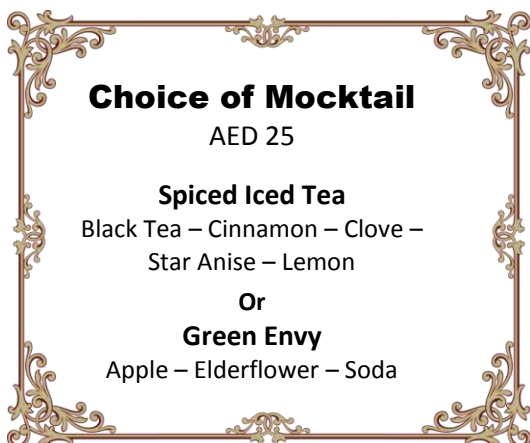 Choice of Mocktail
AED 25
Spiced Iced Tea
Black Tea – Cinnamon – Clove –
Star Anise – Lemon
Or
Green Envy
Apple – Elderflower – Soda